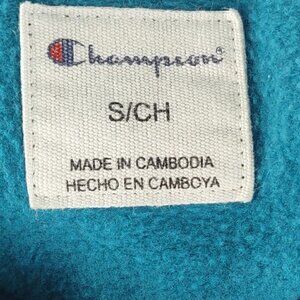 Champion®
S/CH
MADE IN CAMBODIA
HECHO EN CAMBOYA